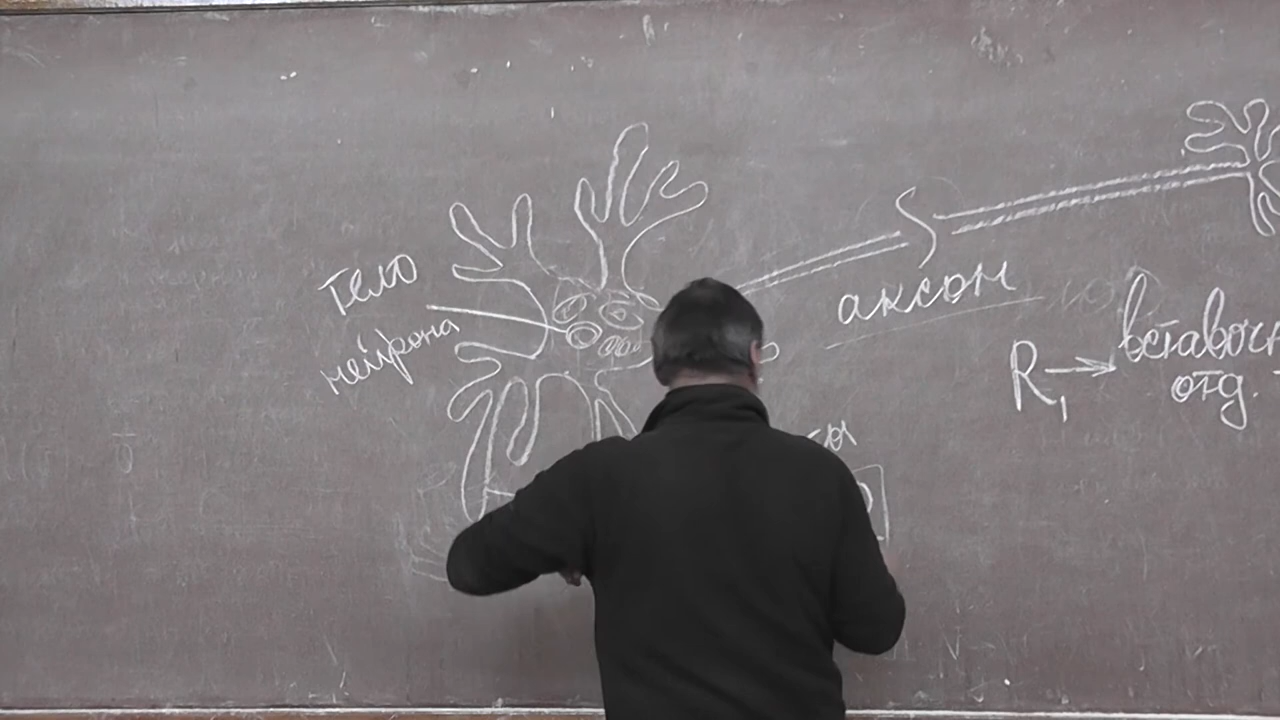 тело
нейрона
аксон
R₁ → вставочн
отд.